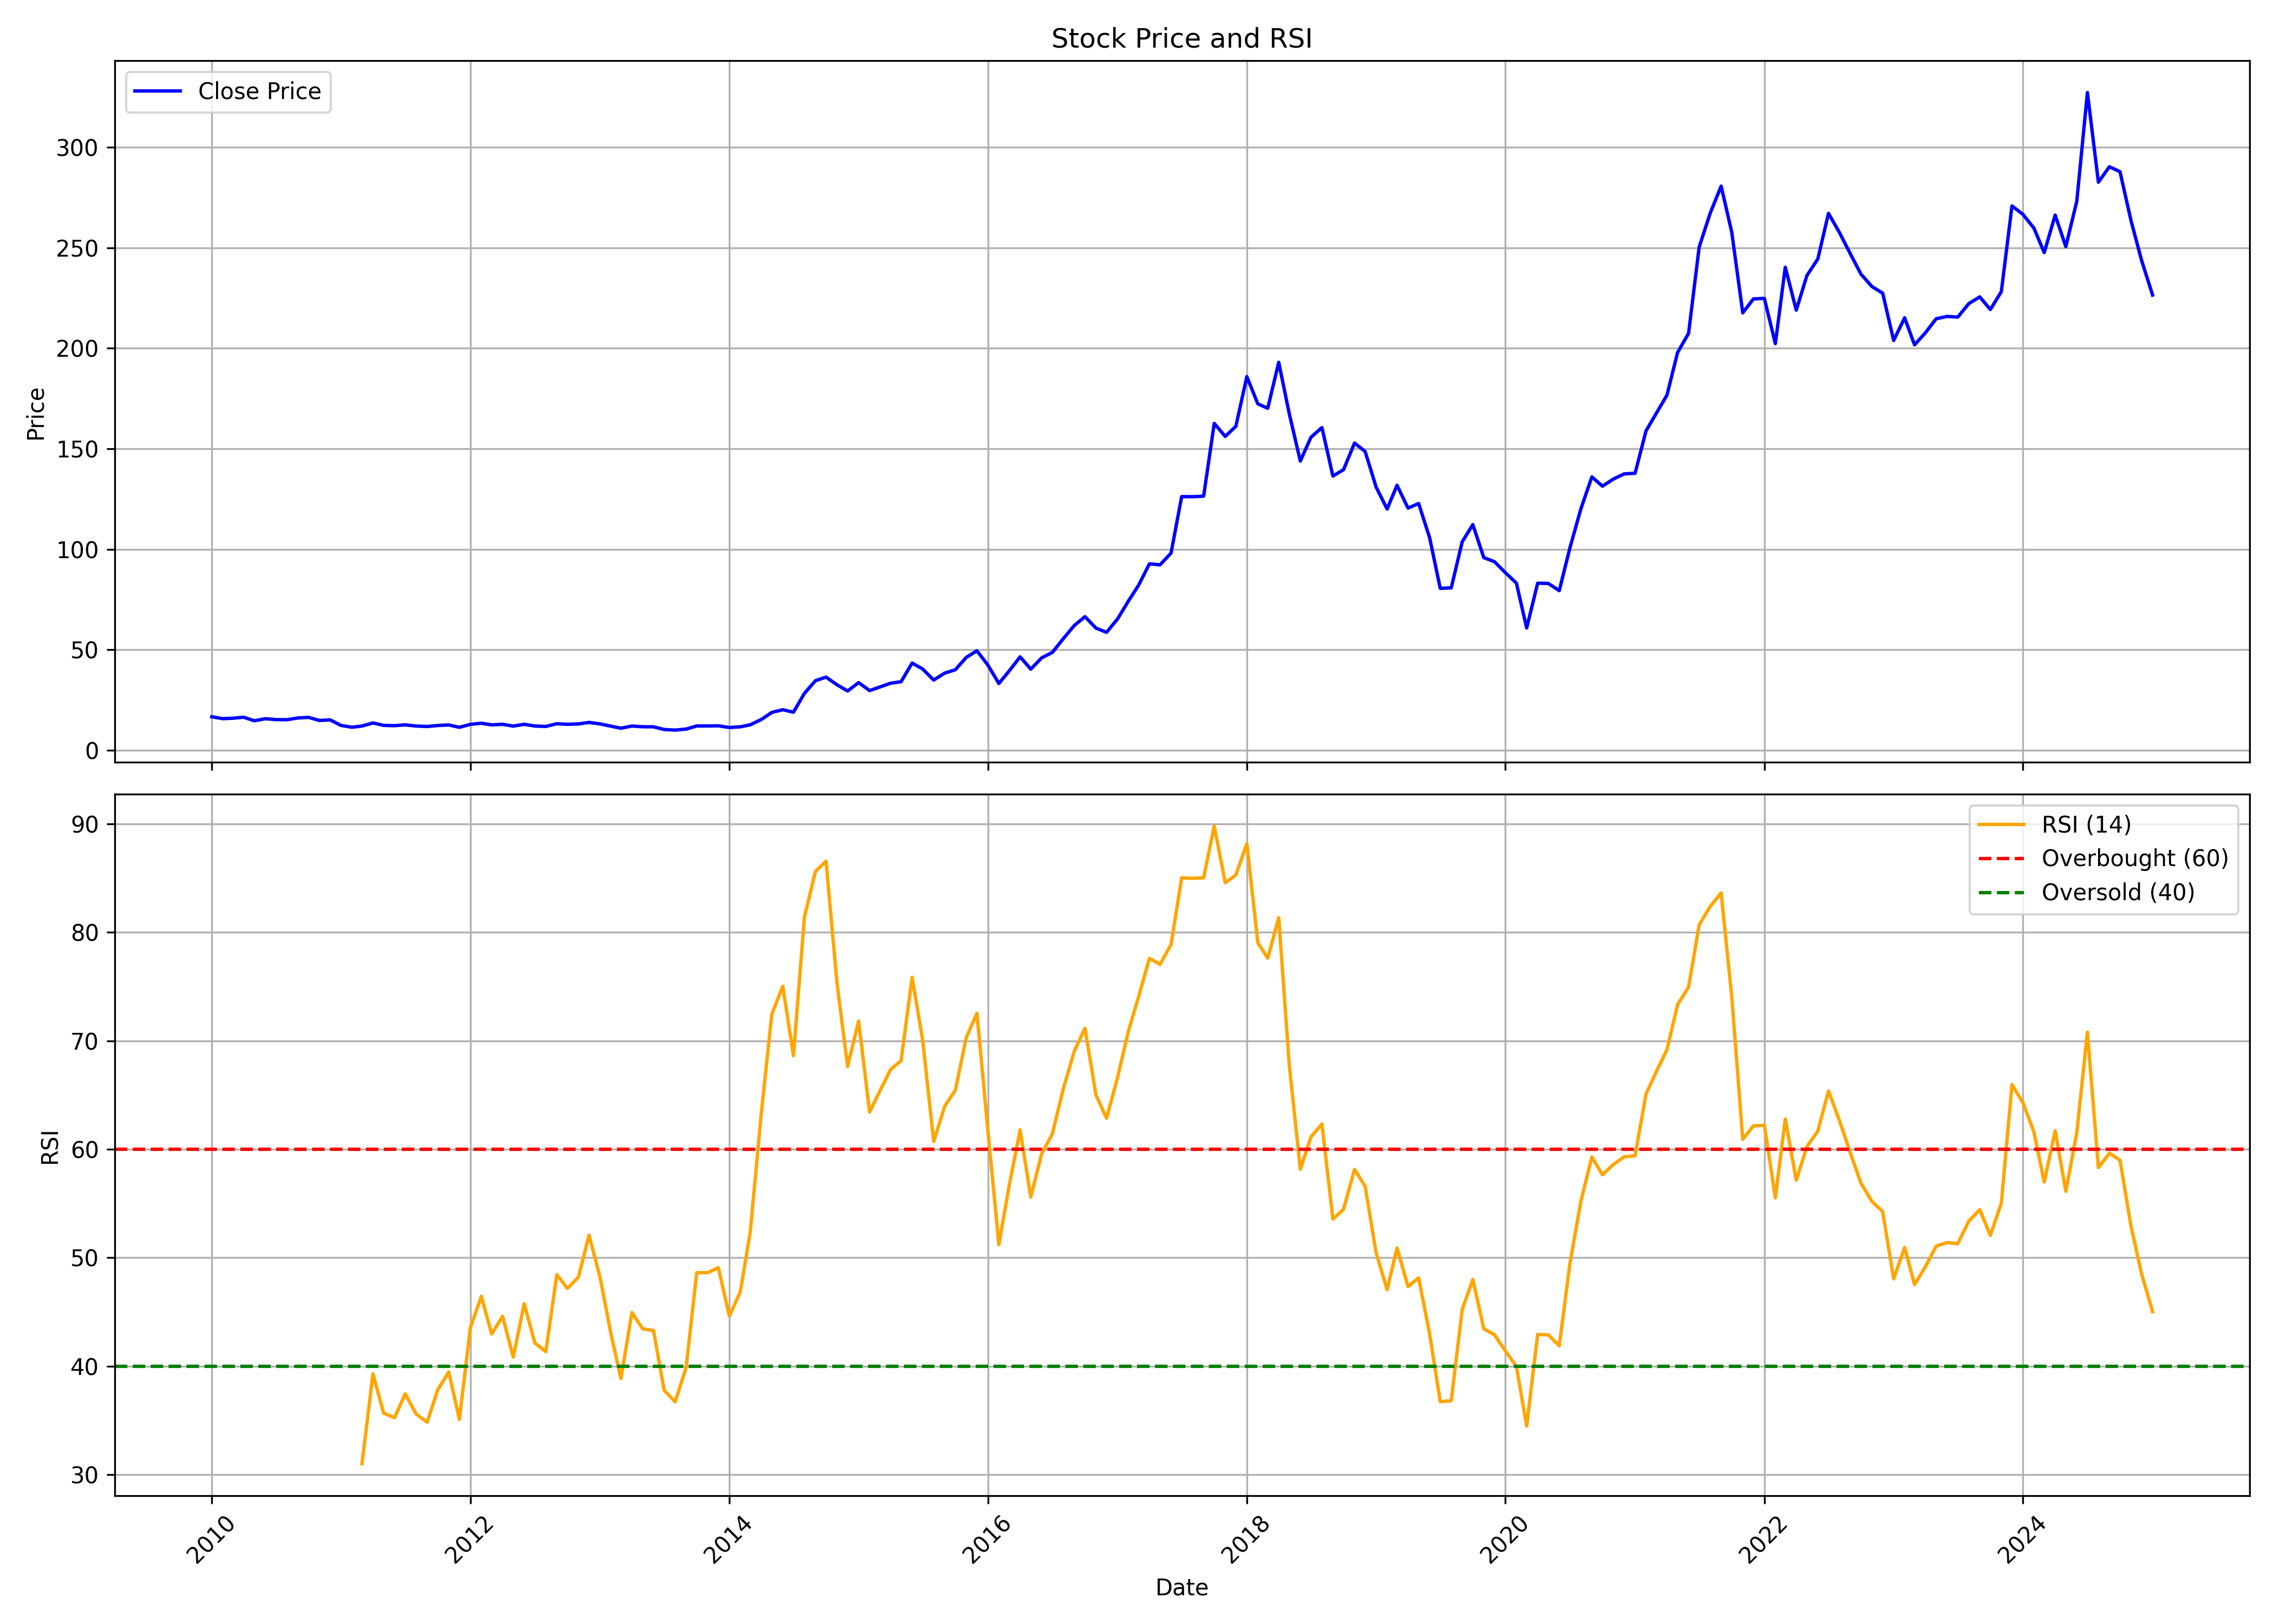 Stock Price and RSI
Close Price
Price
300
250
200
150
100
50
0
RSI (14)
Overbought (60)
Oversold (40)
RSI
90
80
70
60
50
40
30
2010
2012
2014
2016
2018
2020
2022
2024
Date